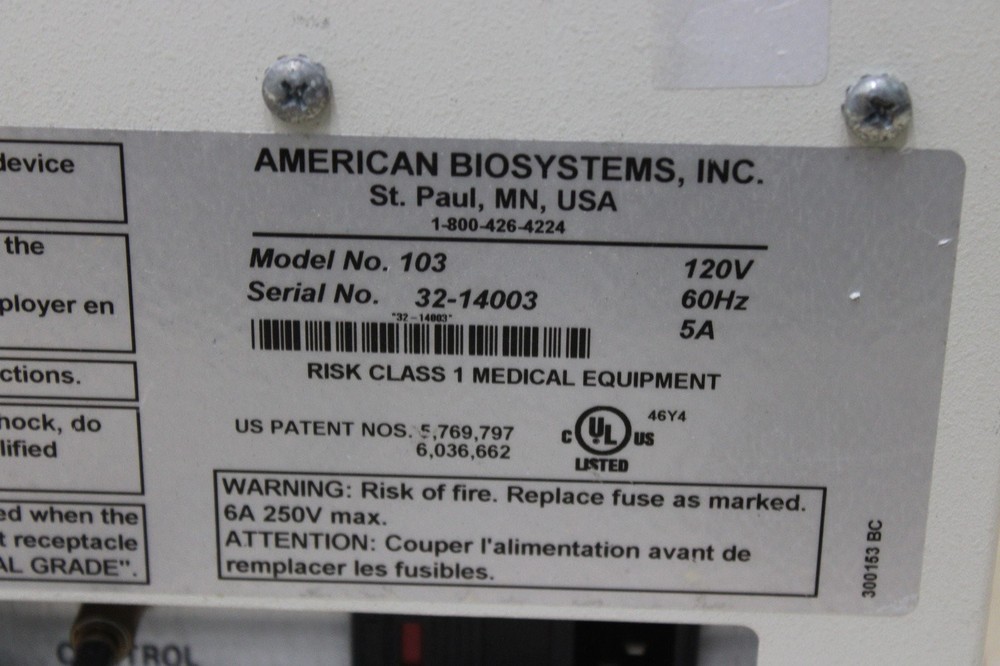 device
the
ployer en
ctions.
hock, do
lified
ed when the
t receptacle
AL GRADE".
AMERICAN BIOSYSTEMS, INC.
St. Paul, MN, USA
1-800-426-4224
Model No. 103 120V
Serial No. 32-14003 60Hz
5A
"32-14003"
RISK CLASS 1 MEDICAL EQUIPMENT
US PATENT NOS. 5,769,797
6,036,662
C UL US 46Y4
LISTED
WARNING: Risk of fire. Replace fuse as marked.
6A 250V max.
ATTENTION: Couper l'alimentation avant de
remplacer les fusibles.
300153 BC